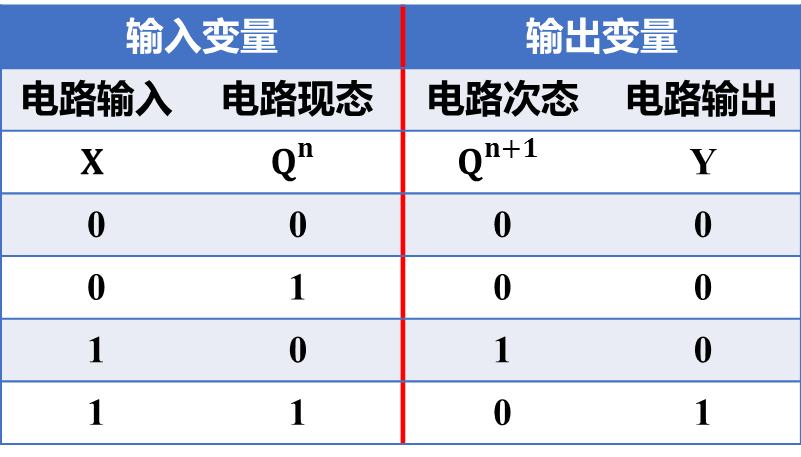 输入变量 输出变量
电路输入 电路现态 电路次态 电路输出
X Qⁿ Qⁿ⁺¹ Y
0 0 0 0
0 1 0 0
1 0 1 0
1 1 0 1